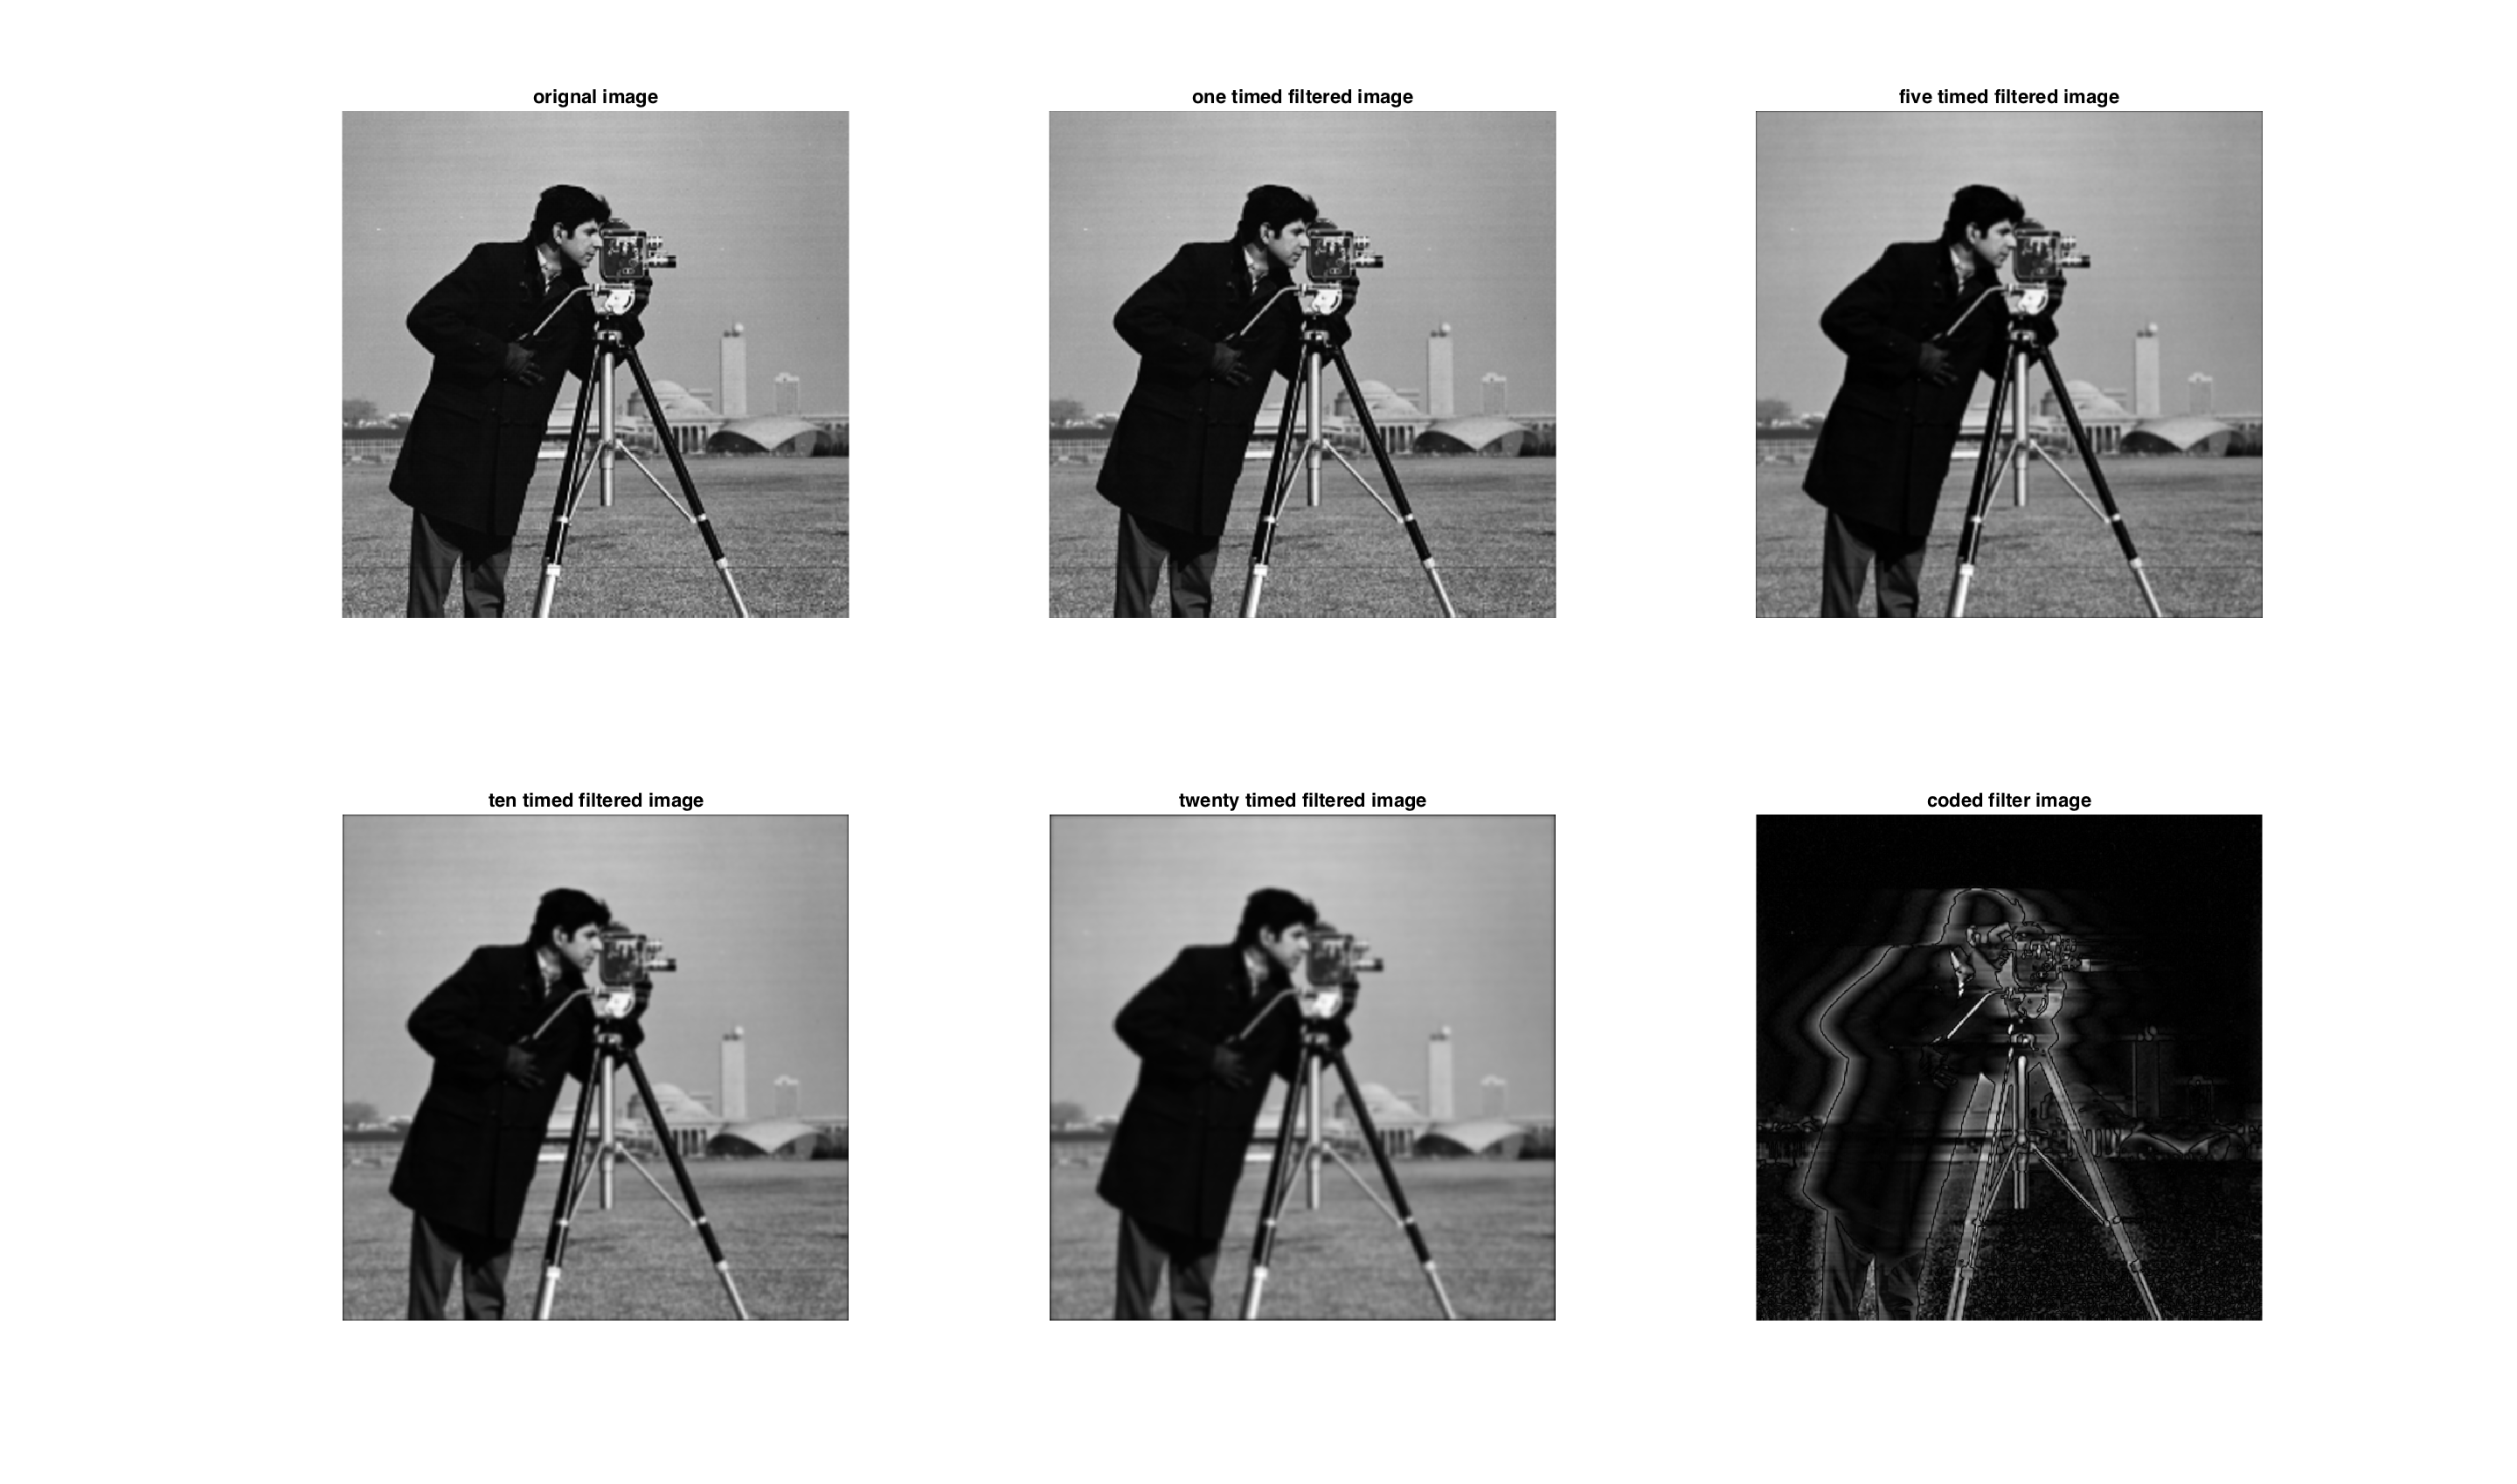 orignal image
one timed filtered image
five timed filtered image
ten timed filtered image
twenty timed filtered image
coded filter image